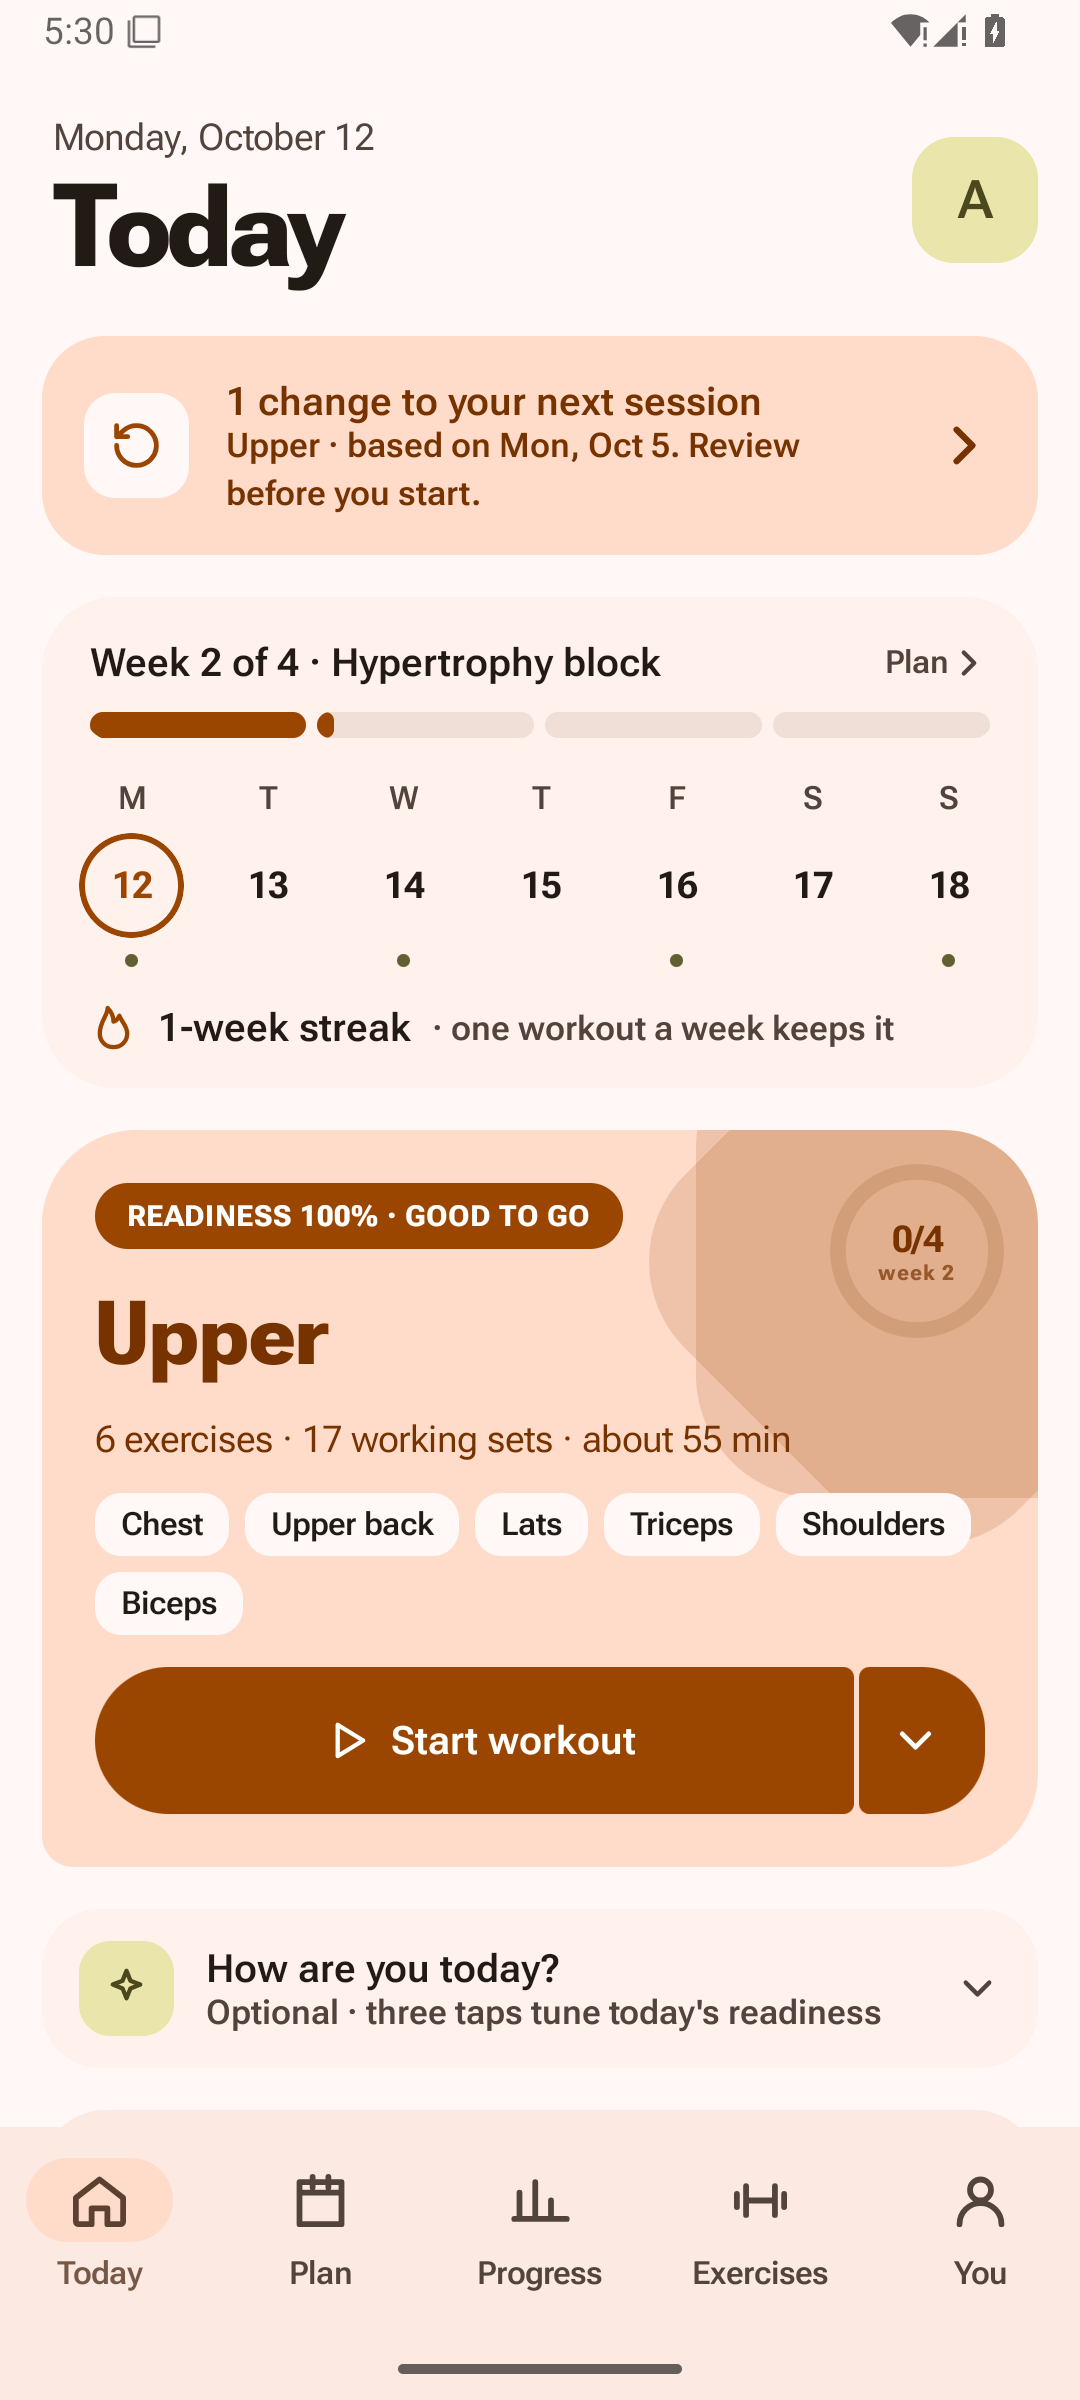 5:30
Monday, October 12
Today
A
1 change to your next session
Upper · based on Mon, Oct 5. Review
before you start.
Week 2 of 4 · Hypertrophy block
Plan
M T W T F S S
12 13 14 15 16 17 18
1-week streak · one workout a week keeps it
READINESS 100% · GOOD TO GO
0/4
week 2
Upper
6 exercises · 17 working sets · about 55 min
Chest Upper back Lats Triceps Shoulders
Biceps
Start workout
How are you today?
Optional · three taps tune today's readiness
Today Plan Progress Exercises You